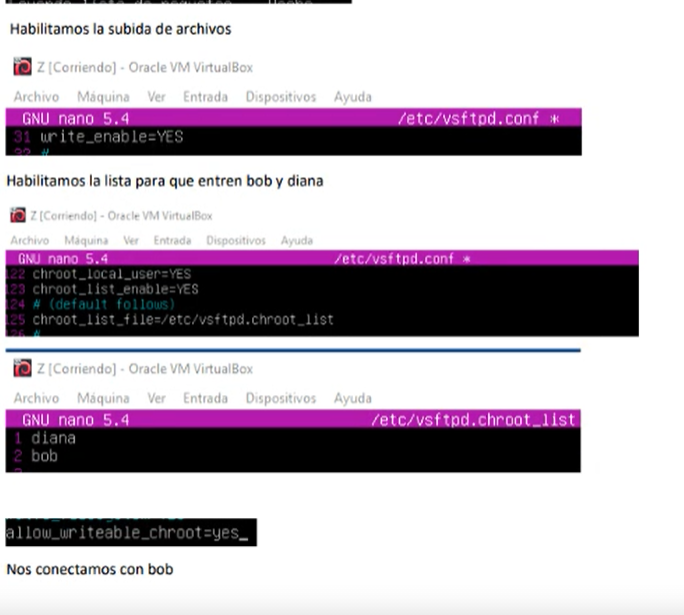 Habilitamos la subida de archivos
Z [Corriendo] - Oracle VM VirtualBox
Archivo Máquina Ver Entrada Dispositivos Ayuda
GNU nano 5.4 /etc/vsftpd.conf *
31 write_enable=YES
32 #
Habilitamos la lista para que entren bob y diana
Z [Corriendo] - Oracle VM VirtualBox
Archivo Máquina Ver Entrada Dispositivos Ayuda
GNU nano 5.4 /etc/vsftpd.conf *
122 chroot_local_user=YES
123 chroot_list_enable=YES
124 # (default follows)
125 chroot_list_file=/etc/vsftpd.chroot_list
126 #
Z [Corriendo] - Oracle VM VirtualBox
Archivo Máquina Ver Entrada Dispositivos Ayuda
GNU nano 5.4 /etc/vsftpd.chroot_list
1 diana
2 bob
allow_writeable_chroot=yes_
Nos conectamos con bob